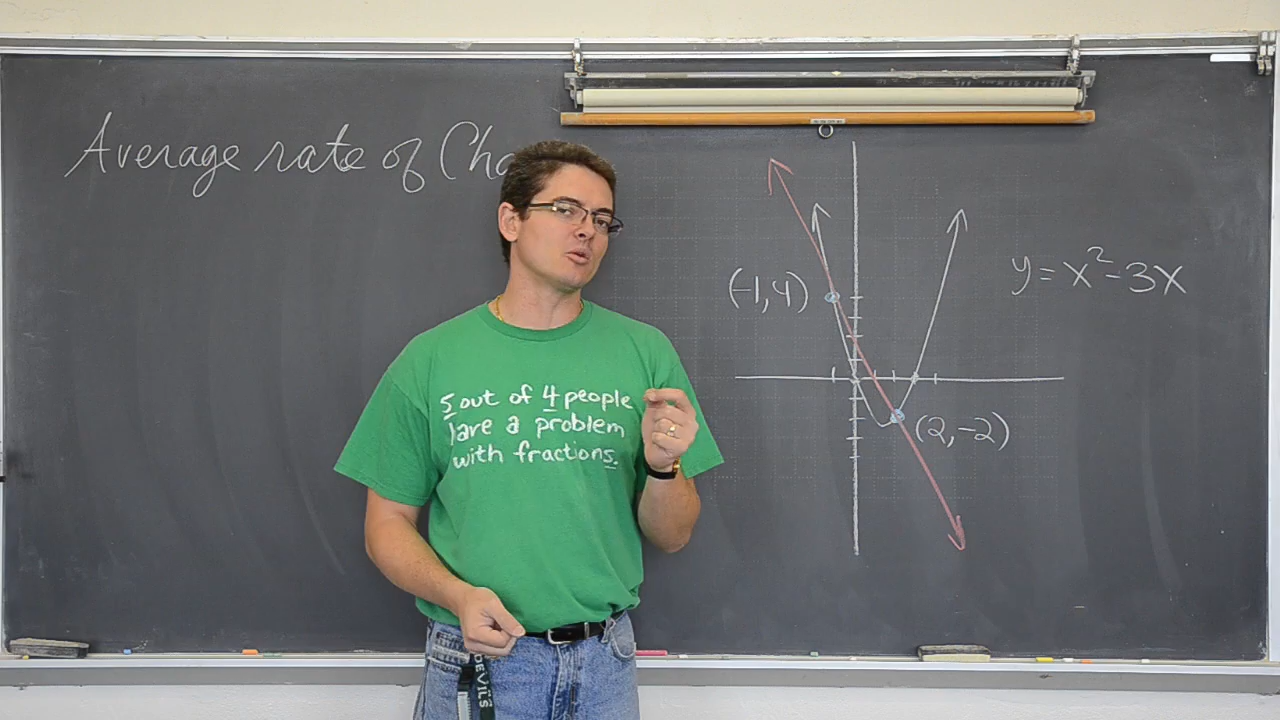 Average rate of Cha
y = x² - 3x
(-1,4)
(2,-2)
5 out of 4 people
have a problem
with fractions.
DEVILS